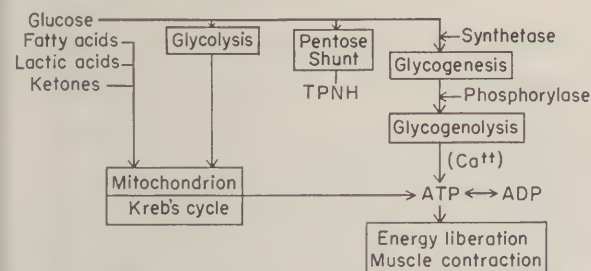 Glucose
Fatty acids
Lactic acids
Ketones
Glycolysis
Pentose
Shunt
TPNH
Synthetase
Glycogenesis
Phosphorylase
Glycogenolysis
(Ca++)
Mitochondrion
Kreb's cycle
ATP ↔ ADP
Energy liberation
Muscle contraction